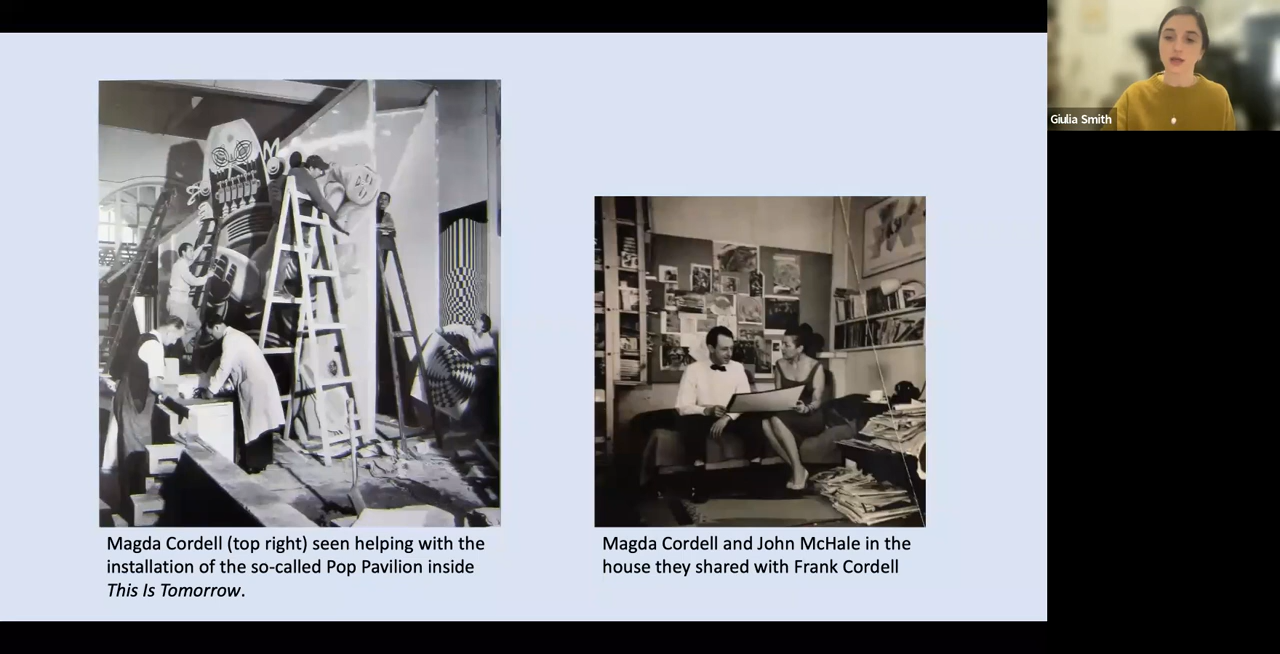 Giulia Smith
Magda Cordell (top right) seen helping with the
installation of the so-called Pop Pavilion inside
This Is Tomorrow.
Magda Cordell and John McHale in the
house they shared with Frank Cordell